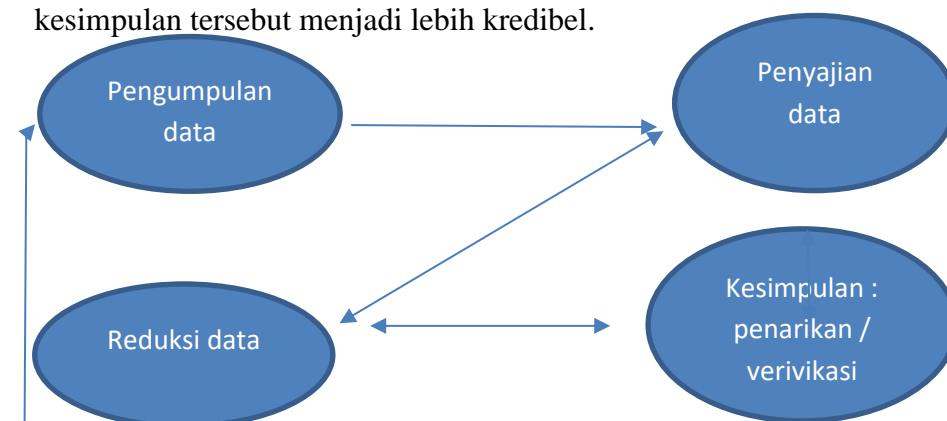 kesimpulan tersebut menjadi lebih kredibel.
Pengumpulan
data
Penyajian
data
Reduksi data
Kesimpulan :
penarikan /
verivikasi